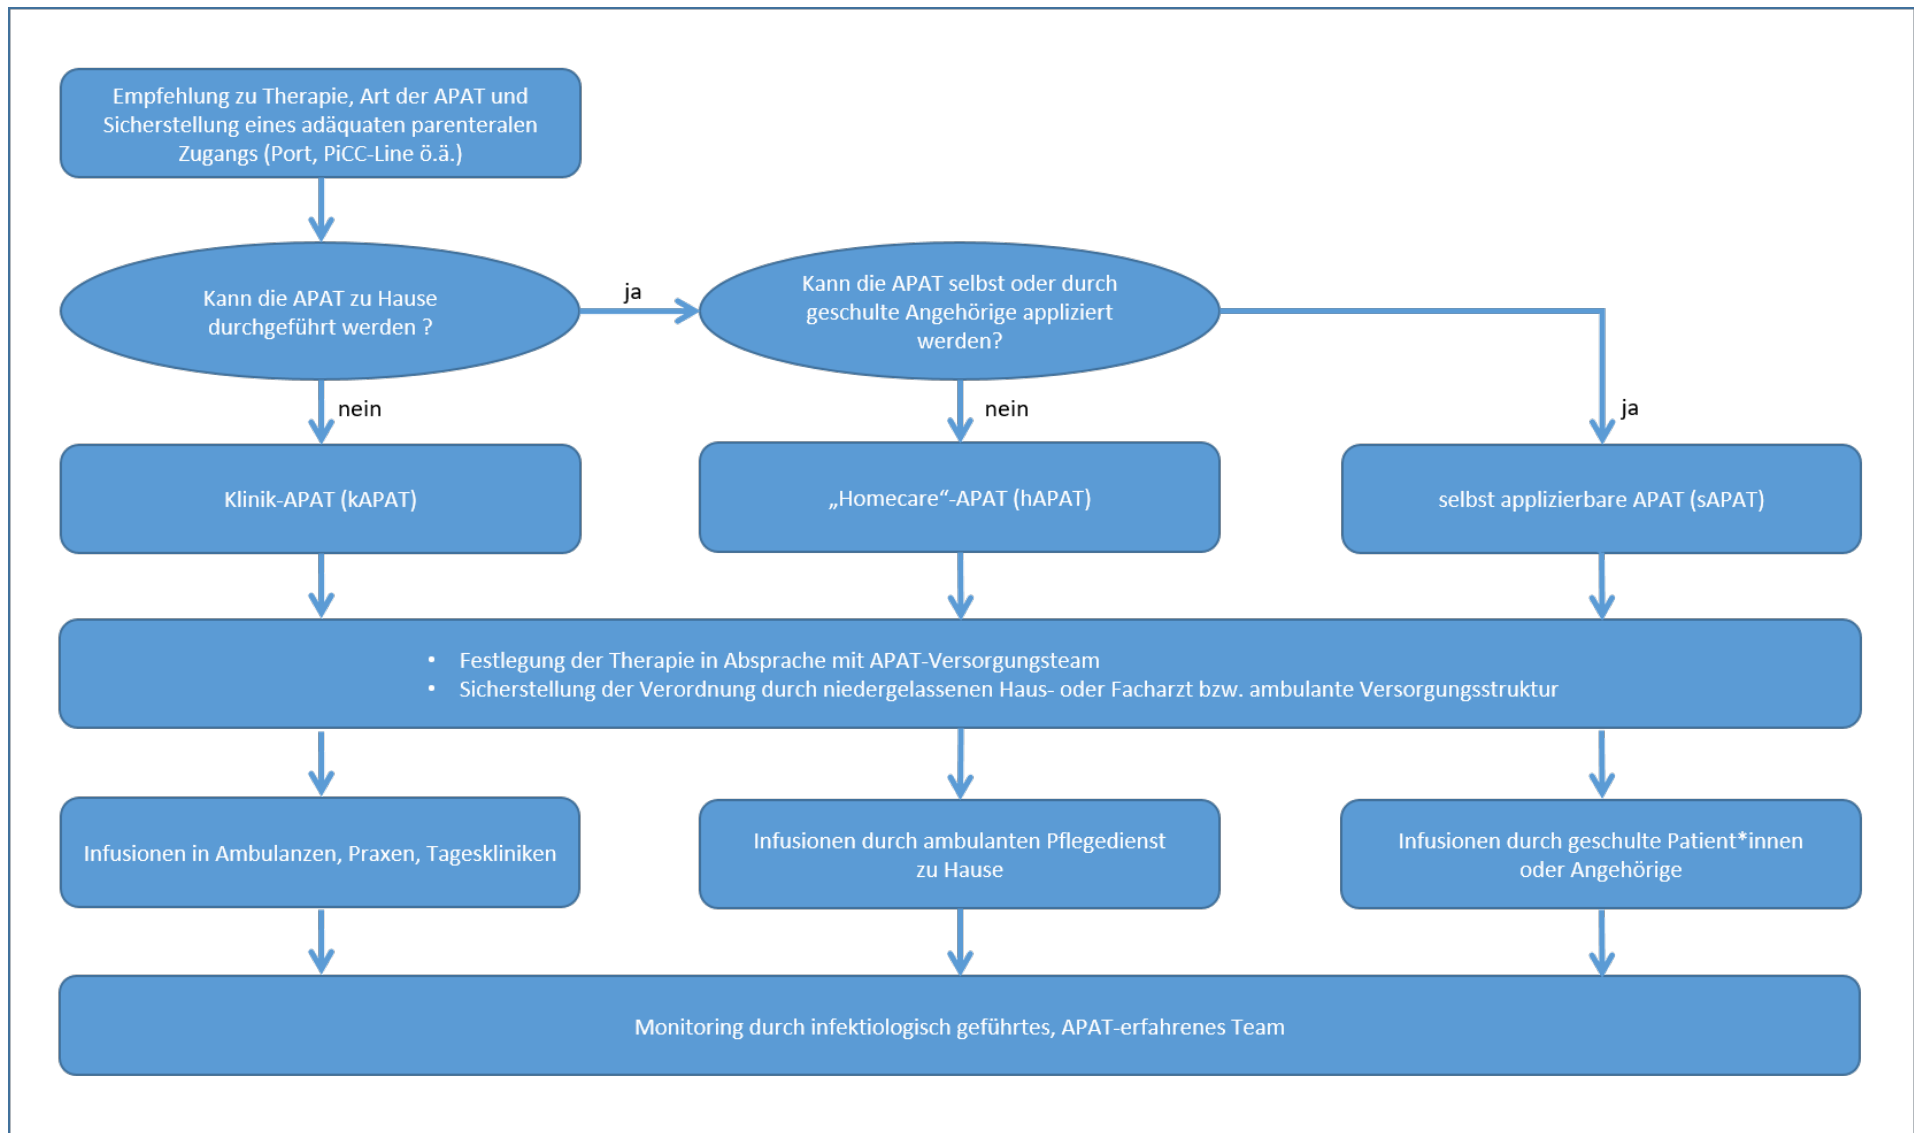 Empfehlung zu Therapie, Art der APAT und
Sicherstellung eines adäquaten parenteralen
Zugangs (Port, PiCC-Line ö.ä.)
Kann die APAT zu Hause
durchgeführt werden ?
ja
Kann die APAT selbst oder durch
geschulte Angehörige appliziert
werden?
nein
nein
ja
Klinik-APAT (kAPAT)
„Homecare“-APAT (hAPAT)
selbst applizierbare APAT (sAPAT)
• Festlegung der Therapie in Absprache mit APAT-Versorgungsteam
• Sicherstellung der Verordnung durch niedergelassenen Haus- oder Facharzt bzw. ambulante Versorgungsstruktur
Infusionen in Ambulanzen, Praxen, Tageskliniken
Infusionen durch ambulanten Pflegedienst
zu Hause
Infusionen durch geschulte Patient*innen
oder Angehörige
Monitoring durch infektiologisch geführtes, APAT-erfahrenes Team